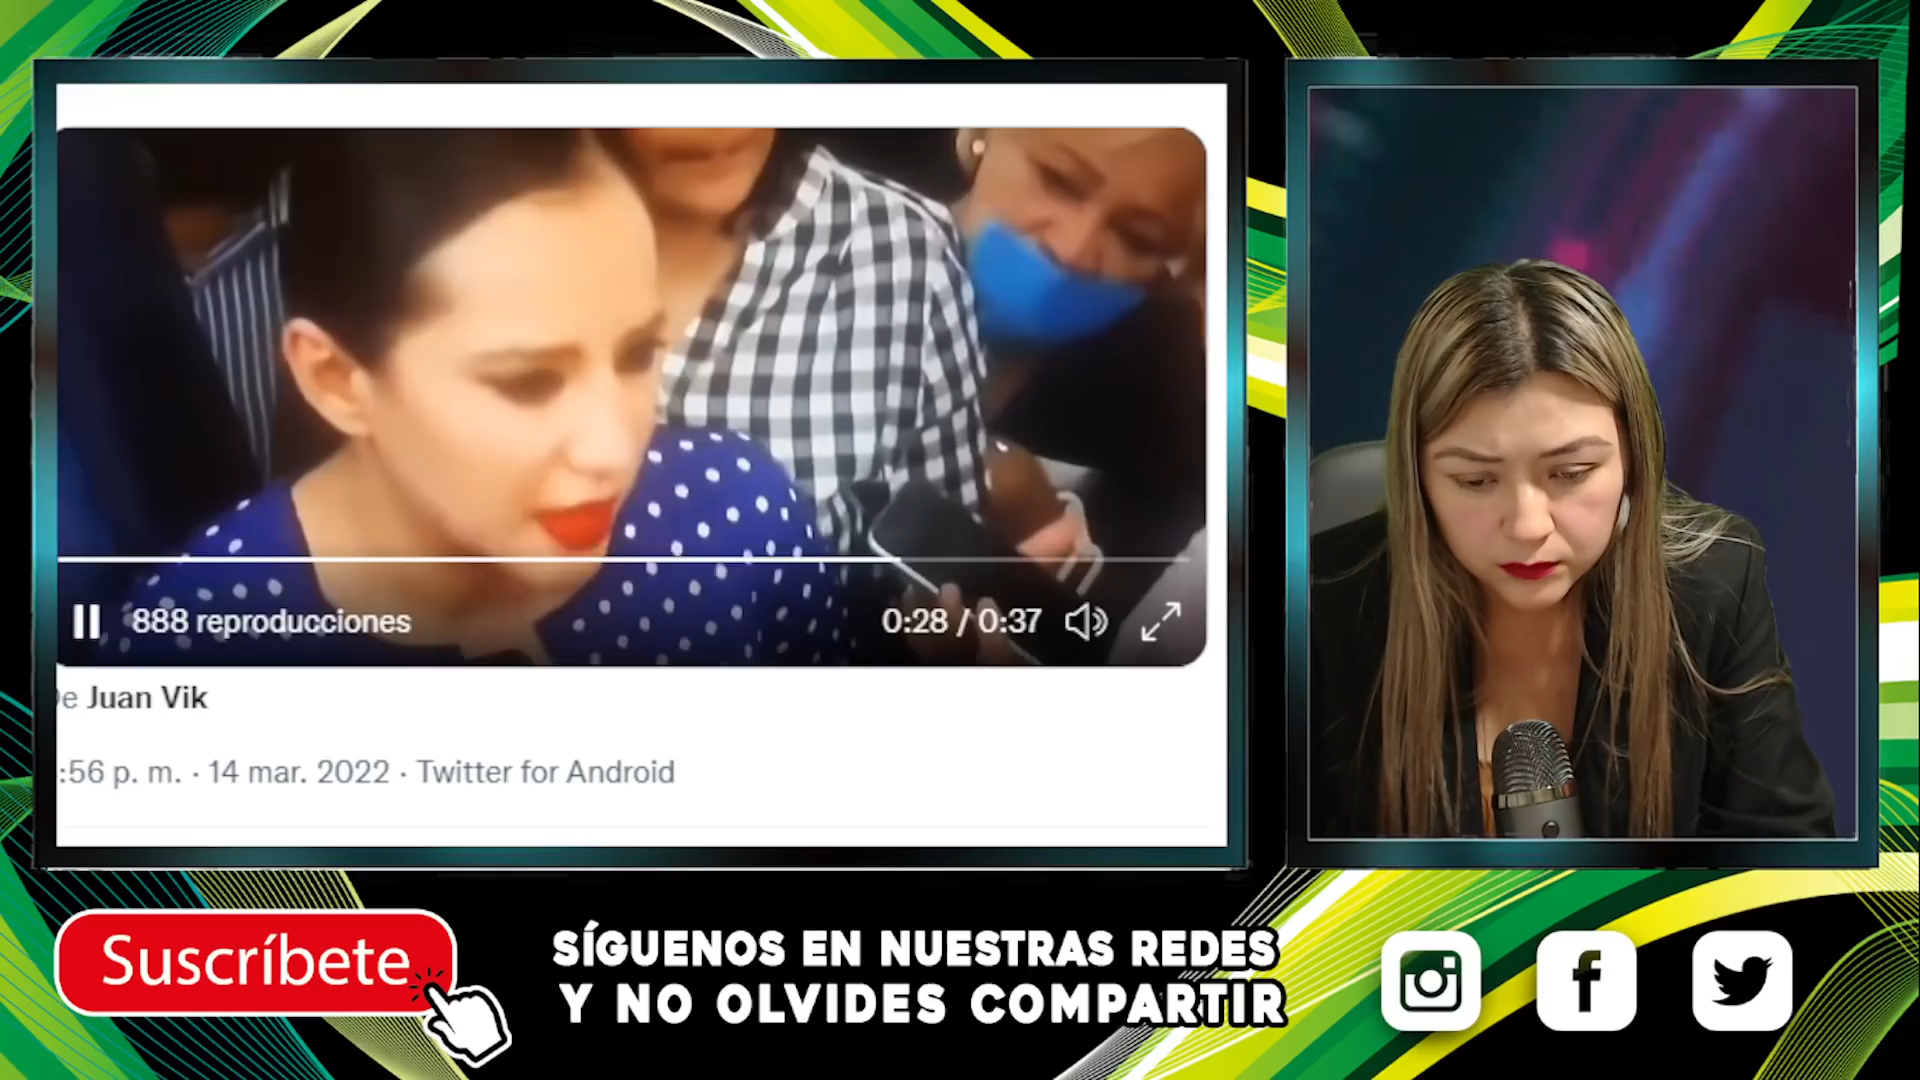 888 reproducciones
0:28 / 0:37
De Juan Vik
:56 p. m. · 14 mar. 2022 · Twitter for Android
Suscríbete
SÍGUENOS EN NUESTRAS REDES
Y NO OLVIDES COMPARTIR